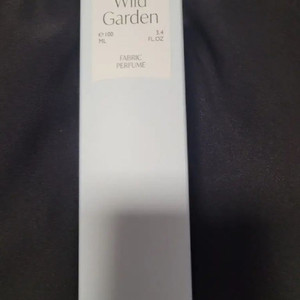 Wild
Garden
e 100 3.4
ML FL.OZ
FABRIC
PERFUME